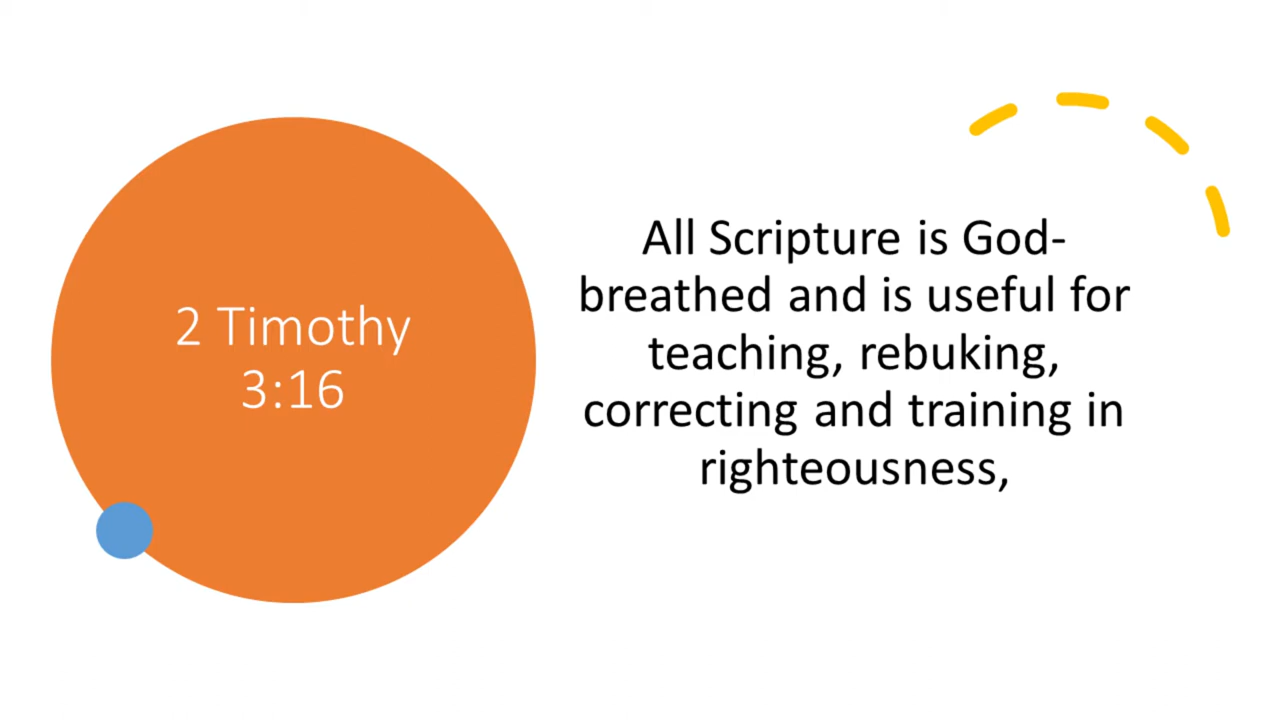 2 Timothy
3:16
All Scripture is God-
breathed and is useful for
teaching, rebuking,
correcting and training in
righteousness,